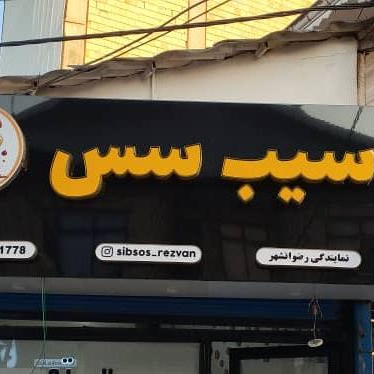 سیب سس
نمایندگی رضوانشهر
sibsos_rezvan
1778